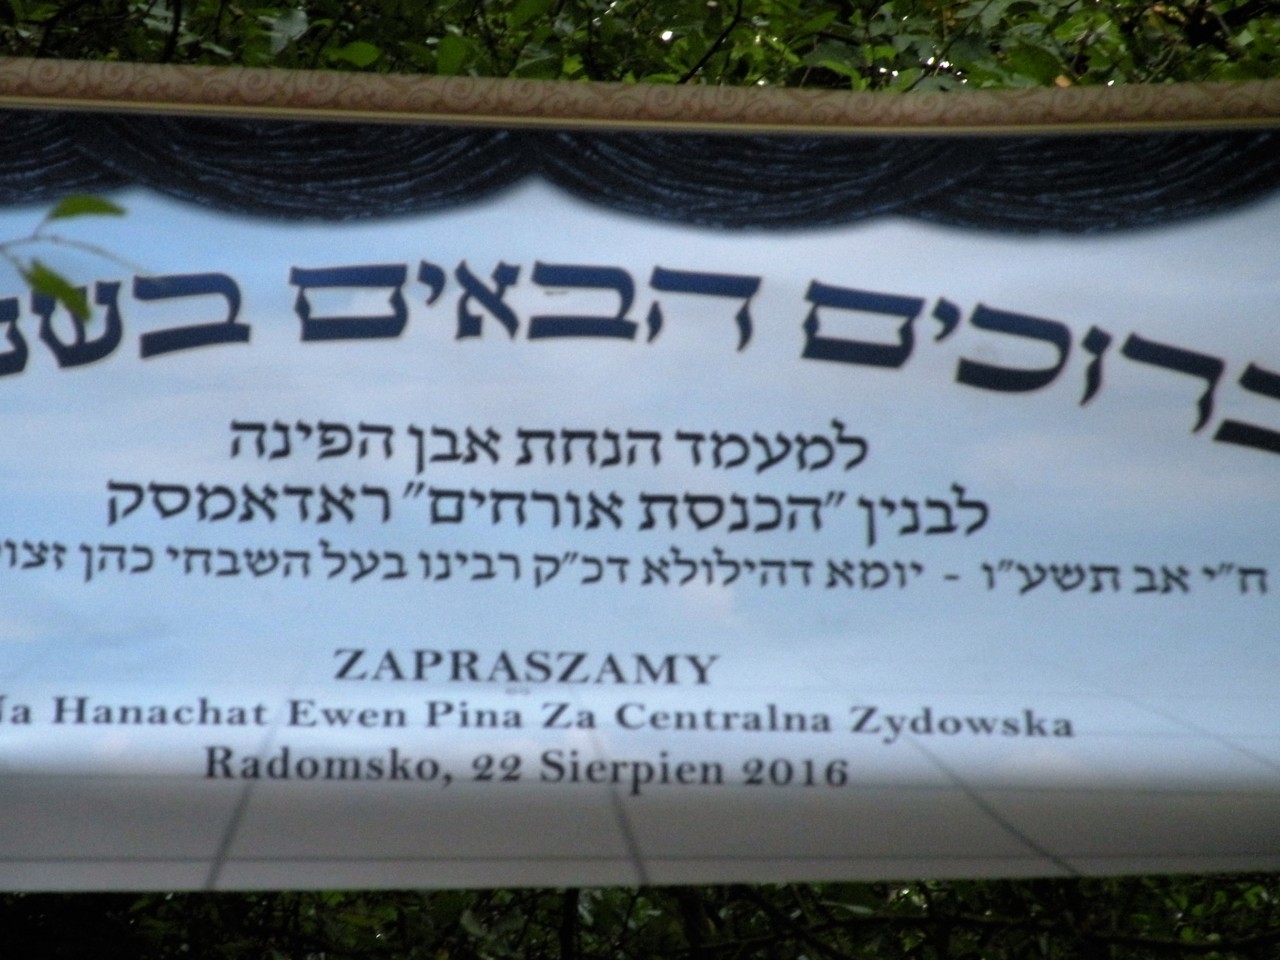 ברוכים הבאים
למעמד הנחת אבן הפינה
לבנין "הכנסת אורחים" ראדאמסק
ח"י אב תשע"ו - יומא דהילולא דכ"ק רבינו בעל השבחי כהן
ZAPRASZAMY
Na Hanachat Ewen Pina Za Centralna Zydowska
Radomsko, 22 Sierpien 2016